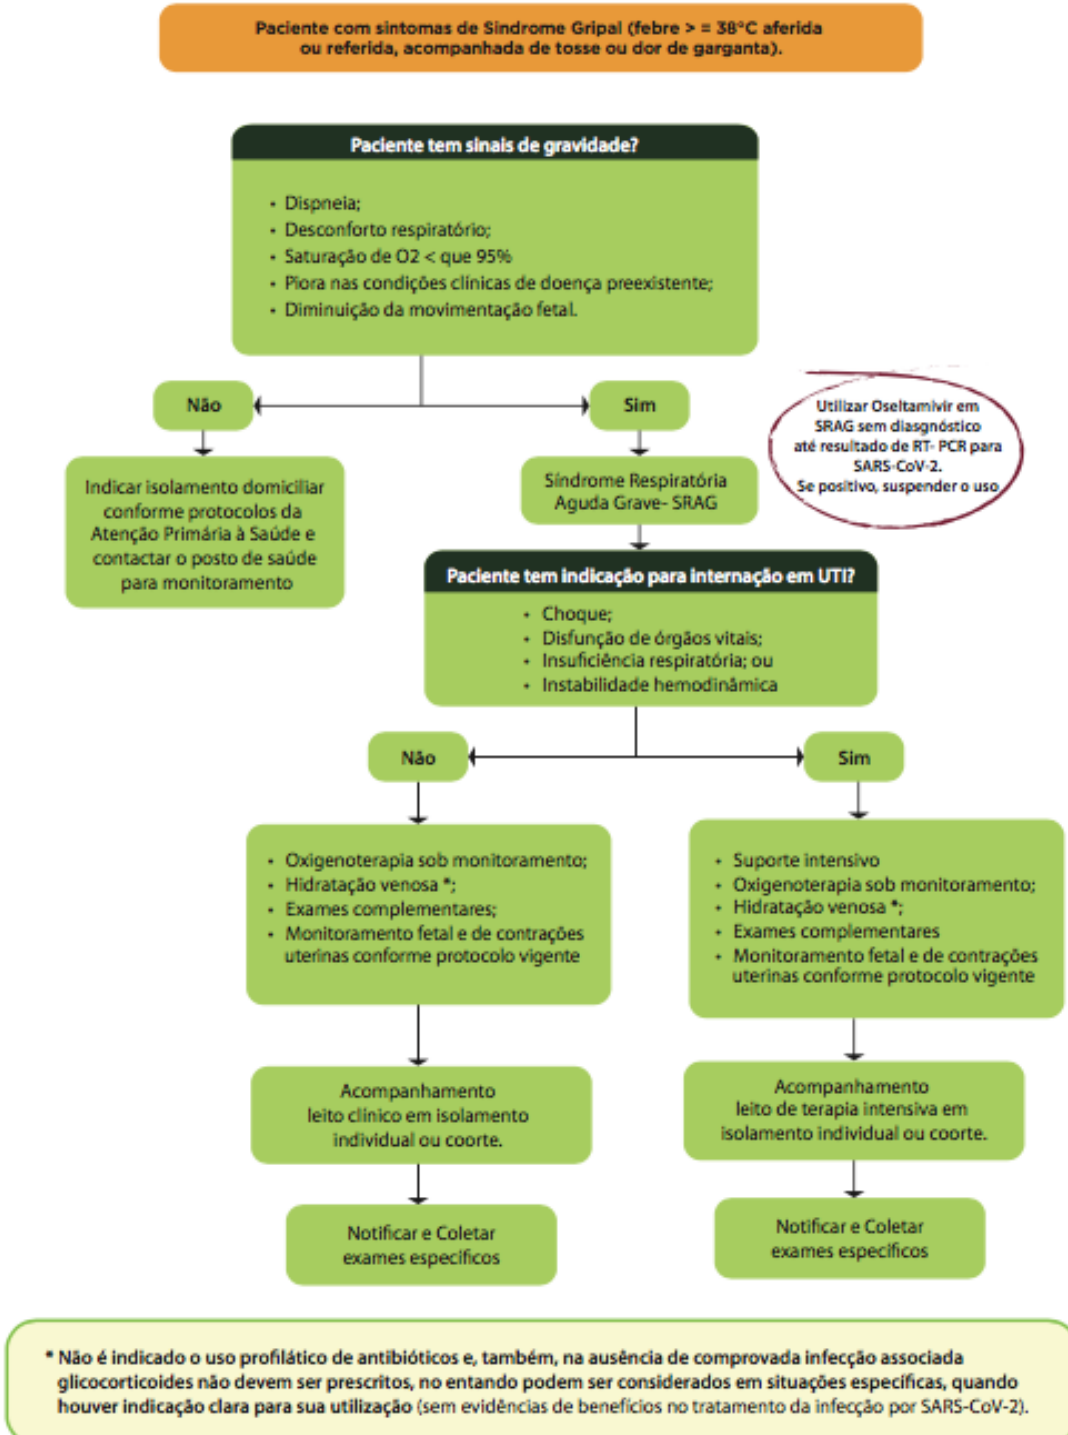 Paciente com sintomas de Sindrome Gripal (febre > = 38°C aferida
ou referida, acompanhada de tosse ou dor de garganta).
Paciente tem sinais de gravidade?
• Dispneia;
• Desconforto respiratório;
• Saturação de O2 < que 95%
• Piora nas condições clínicas de doença preexistente;
• Diminuição da movimentação fetal.
Não
Sim
Utilizar Oseltamivir em
SRAG sem diasgnóstico
até resultado de RT- PCR para
SARS-CoV-2.
Se positivo, suspender o uso
Indicar isolamento domiciliar
conforme protocolos da
Atenção Primária à Saúde e
contactar o posto de saúde
para monitoramento
Síndrome Respiratória
Aguda Grave- SRAG
Paciente tem indicação para internação em UTI?
• Choque;
• Disfunção de órgãos vitais;
• Insuficiência respiratória; ou
• Instabilidade hemodinâmica
Não
Sim
• Oxigenoterapia sob monitoramento;
• Hidratação venosa *;
• Exames complementares;
• Monitoramento fetal e de contrações
uterinas conforme protocolo vigente
• Suporte intensivo
• Oxigenoterapia sob monitoramento;
• Hidratação venosa *;
• Exames complementares
• Monitoramento fetal e de contrações
uterinas conforme protocolo vigente
Acompanhamento
leito clínico em isolamento
individual ou coorte.
Acompanhamento
leito de terapia intensiva em
isolamento individual ou coorte.
Notificar e Coletar
exames específicos
Notificar e Coletar
exames específicos
* Não é indicado o uso profilático de antibióticos e, também, na ausência de comprovada infecção associada
glicocorticoides não devem ser prescritos, no entando podem ser considerados em situações específicas, quando
houver indicação clara para sua utilização (sem evidências de benefícios no tratamento da infecção por SARS-CoV-2).